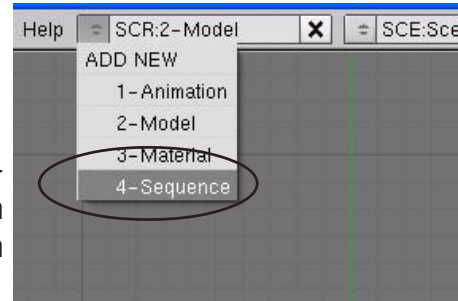 Help SCR:2-Model SCE:Sce
ADD NEW
1-Animation
2-Model
3-Material
4-Sequence